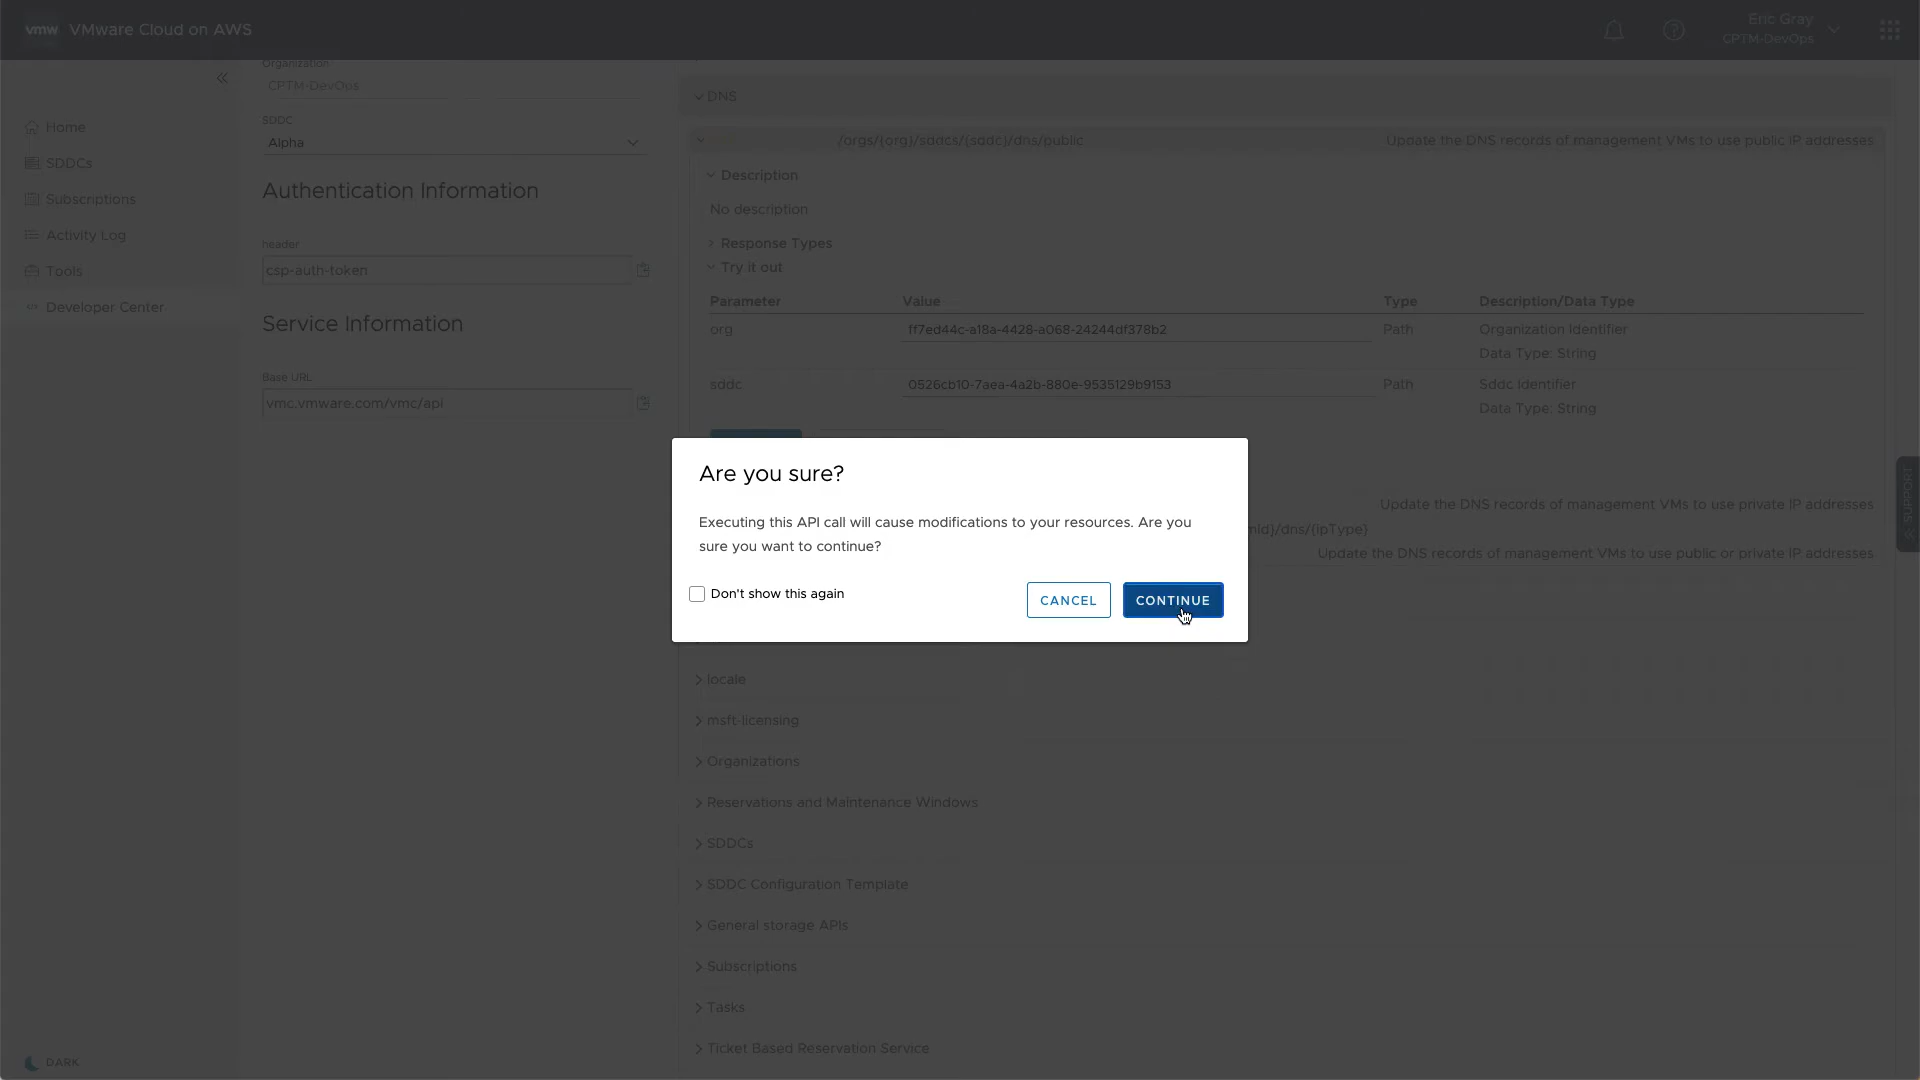 vmw VMware Cloud on AWS
Eric Gray
CPTM-DevOps
Home
SDDCs
Subscriptions
Activity Log
Tools
Developer Center
DARK
Organization
CPTM-DevOps
SDDC
Alpha
Authentication Information
header
csp-auth-token
Service Information
Base URL
vmc.vmware.com/vmc/api
DNS
/orgs/{org}/sddcs/{sddc}/dns/public Update the DNS records of management VMs to use public IP addresses
Description
No description
Response Types
Try it out
Parameter Value Type Description/Data Type
org ff7ed44c-a18a-4428-a068-24244df378b2 Path Organization Identifier
Data Type: String
sddc 0526cb10-7aea-4a2b-880e-9535129b9153 Path Sddc Identifier
Data Type: String
Are you sure?
Executing this API call will cause modifications to your resources. Are you
sure you want to continue?
Don't show this again
CANCEL CONTINUE
Update the DNS records of management VMs to use private IP addresses
/dns/{ipType}
Update the DNS records of management VMs to use public or private IP addresses
SUPPORT
locale
msft-licensing
Organizations
Reservations and Maintenance Windows
SDDCs
SDDC Configuration Template
General storage APIs
Subscriptions
Tasks
Ticket Based Reservation Service